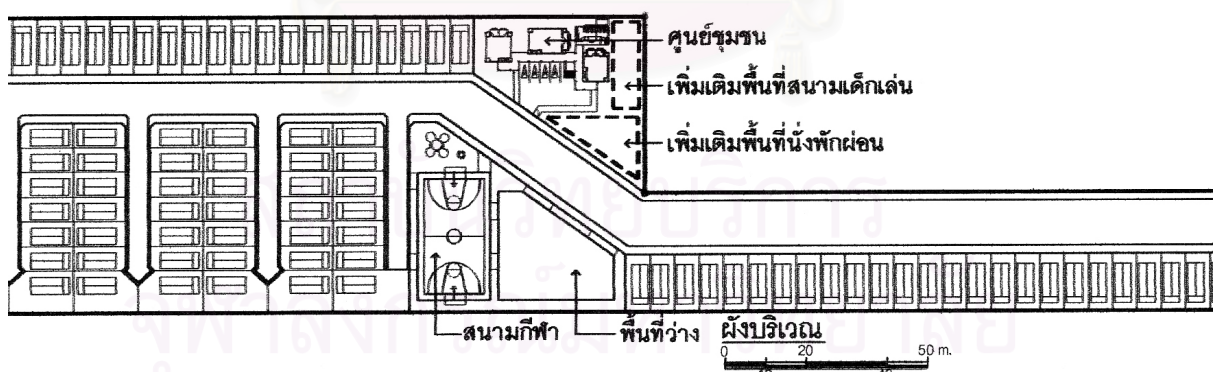 ศูนย์ชุมชน
เพิ่มเติมพื้นที่สนามเด็กเล่น
เพิ่มเติมพื้นที่นั่งพักผ่อน
สนามกีฬา
พื้นที่ว่าง
ผังบริเวณ
0 20 50 m.